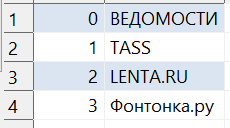 1 0 ВЕДОМОСТИ
2 1 TASS
3 2 LENTA.RU
4 3 Фонтонка.ру